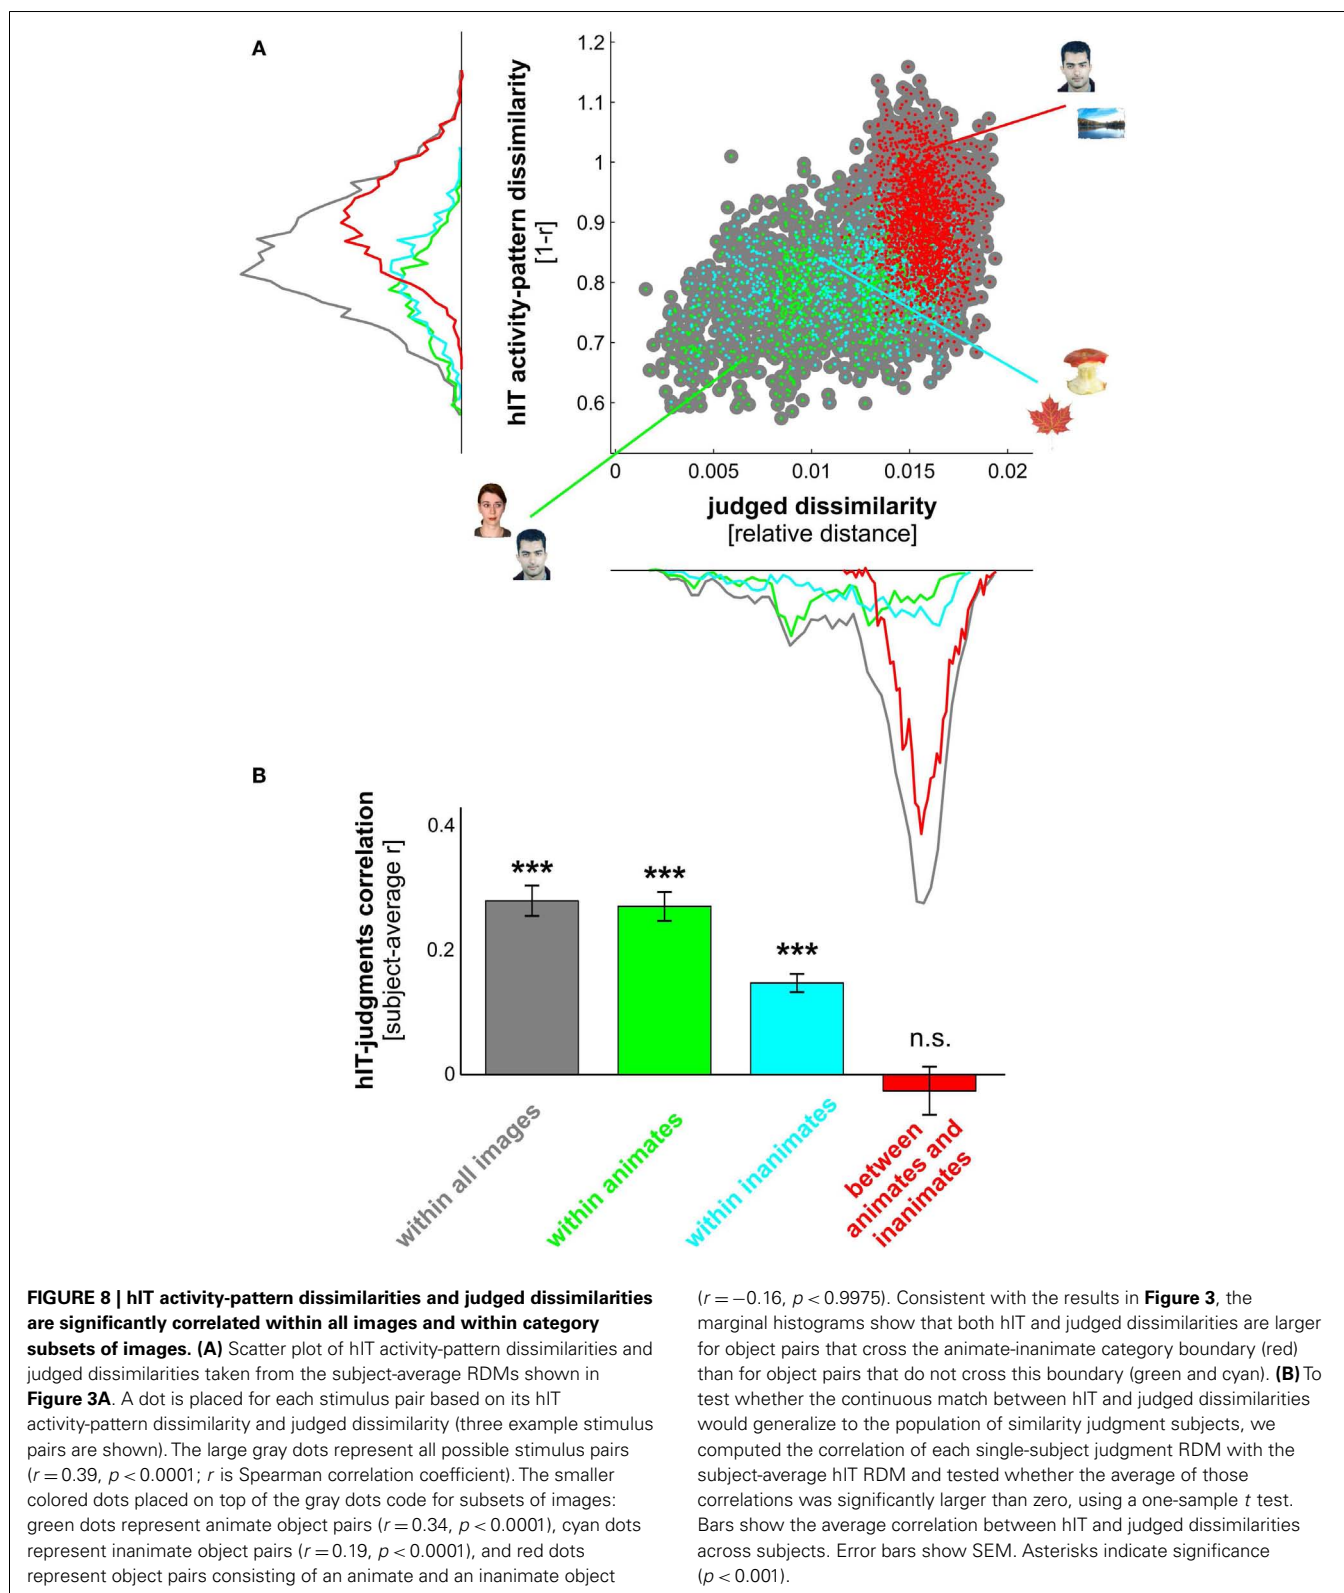 A
hIT activity-pattern dissimilarity
[1-r]
1.2
1.1
1
0.9
0.8
0.7
0.6
0
0.005
0.01
0.015
0.02
judged dissimilarity
[relative distance]
B
hIT-judgments correlation
[subject-average r]
0.4
0.2
0
***
***
***
n.s.
within all images
within animates
within inanimates
between
animates and
inanimates
FIGURE 8 | hIT activity-pattern dissimilarities and judged dissimilarities
are significantly correlated within all images and within category
subsets of images. (A) Scatter plot of hIT activity-pattern dissimilarities and
judged dissimilarities taken from the subject-average RDMs shown in
Figure 3A. A dot is placed for each stimulus pair based on its hIT
activity-pattern dissimilarity and judged dissimilarity (three example stimulus
pairs are shown). The large gray dots represent all possible stimulus pairs
(r = 0.39, p < 0.0001; r is Spearman correlation coefficient). The smaller
colored dots placed on top of the gray dots code for subsets of images:
green dots represent animate object pairs (r = 0.34, p < 0.0001), cyan dots
represent inanimate object pairs (r = 0.19, p < 0.0001), and red dots
represent object pairs consisting of an animate and an inanimate object
(r = −0.16, p < 0.9975). Consistent with the results in Figure 3, the
marginal histograms show that both hIT and judged dissimilarities are larger
for object pairs that cross the animate-inanimate category boundary (red)
than for object pairs that do not cross this boundary (green and cyan). (B) To
test whether the continuous match between hIT and judged dissimilarities
would generalize to the population of similarity judgment subjects, we
computed the correlation of each single-subject judgment RDM with the
subject-average hIT RDM and tested whether the average of those
correlations was significantly larger than zero, using a one-sample t test.
Bars show the average correlation between hIT and judged dissimilarities
across subjects. Error bars show SEM. Asterisks indicate significance
(p < 0.001).